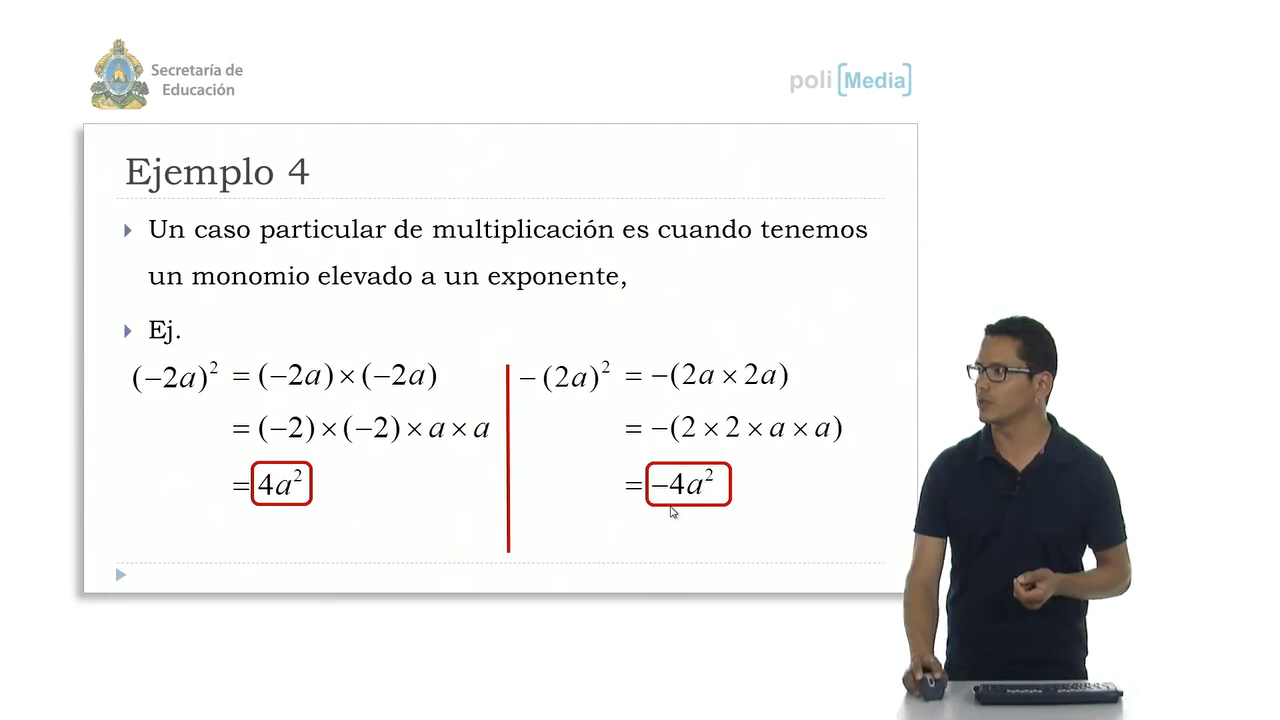 Secretaría de
Educación
poli [Media]
Ejemplo 4
Un caso particular de multiplicación es cuando tenemos
un monomio elevado a un exponente,
Ej.
(−2a)² = (−2a)×(−2a)
= (−2)×(−2)×a×a
= 4a²
−(2a)² = −(2a×2a)
= −(2×2×a×a)
= −4a²